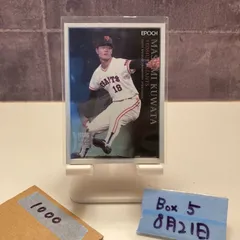 EPOCH
MASUMI KUWATA
GIANTS
18
1000
Box 5
8月21日